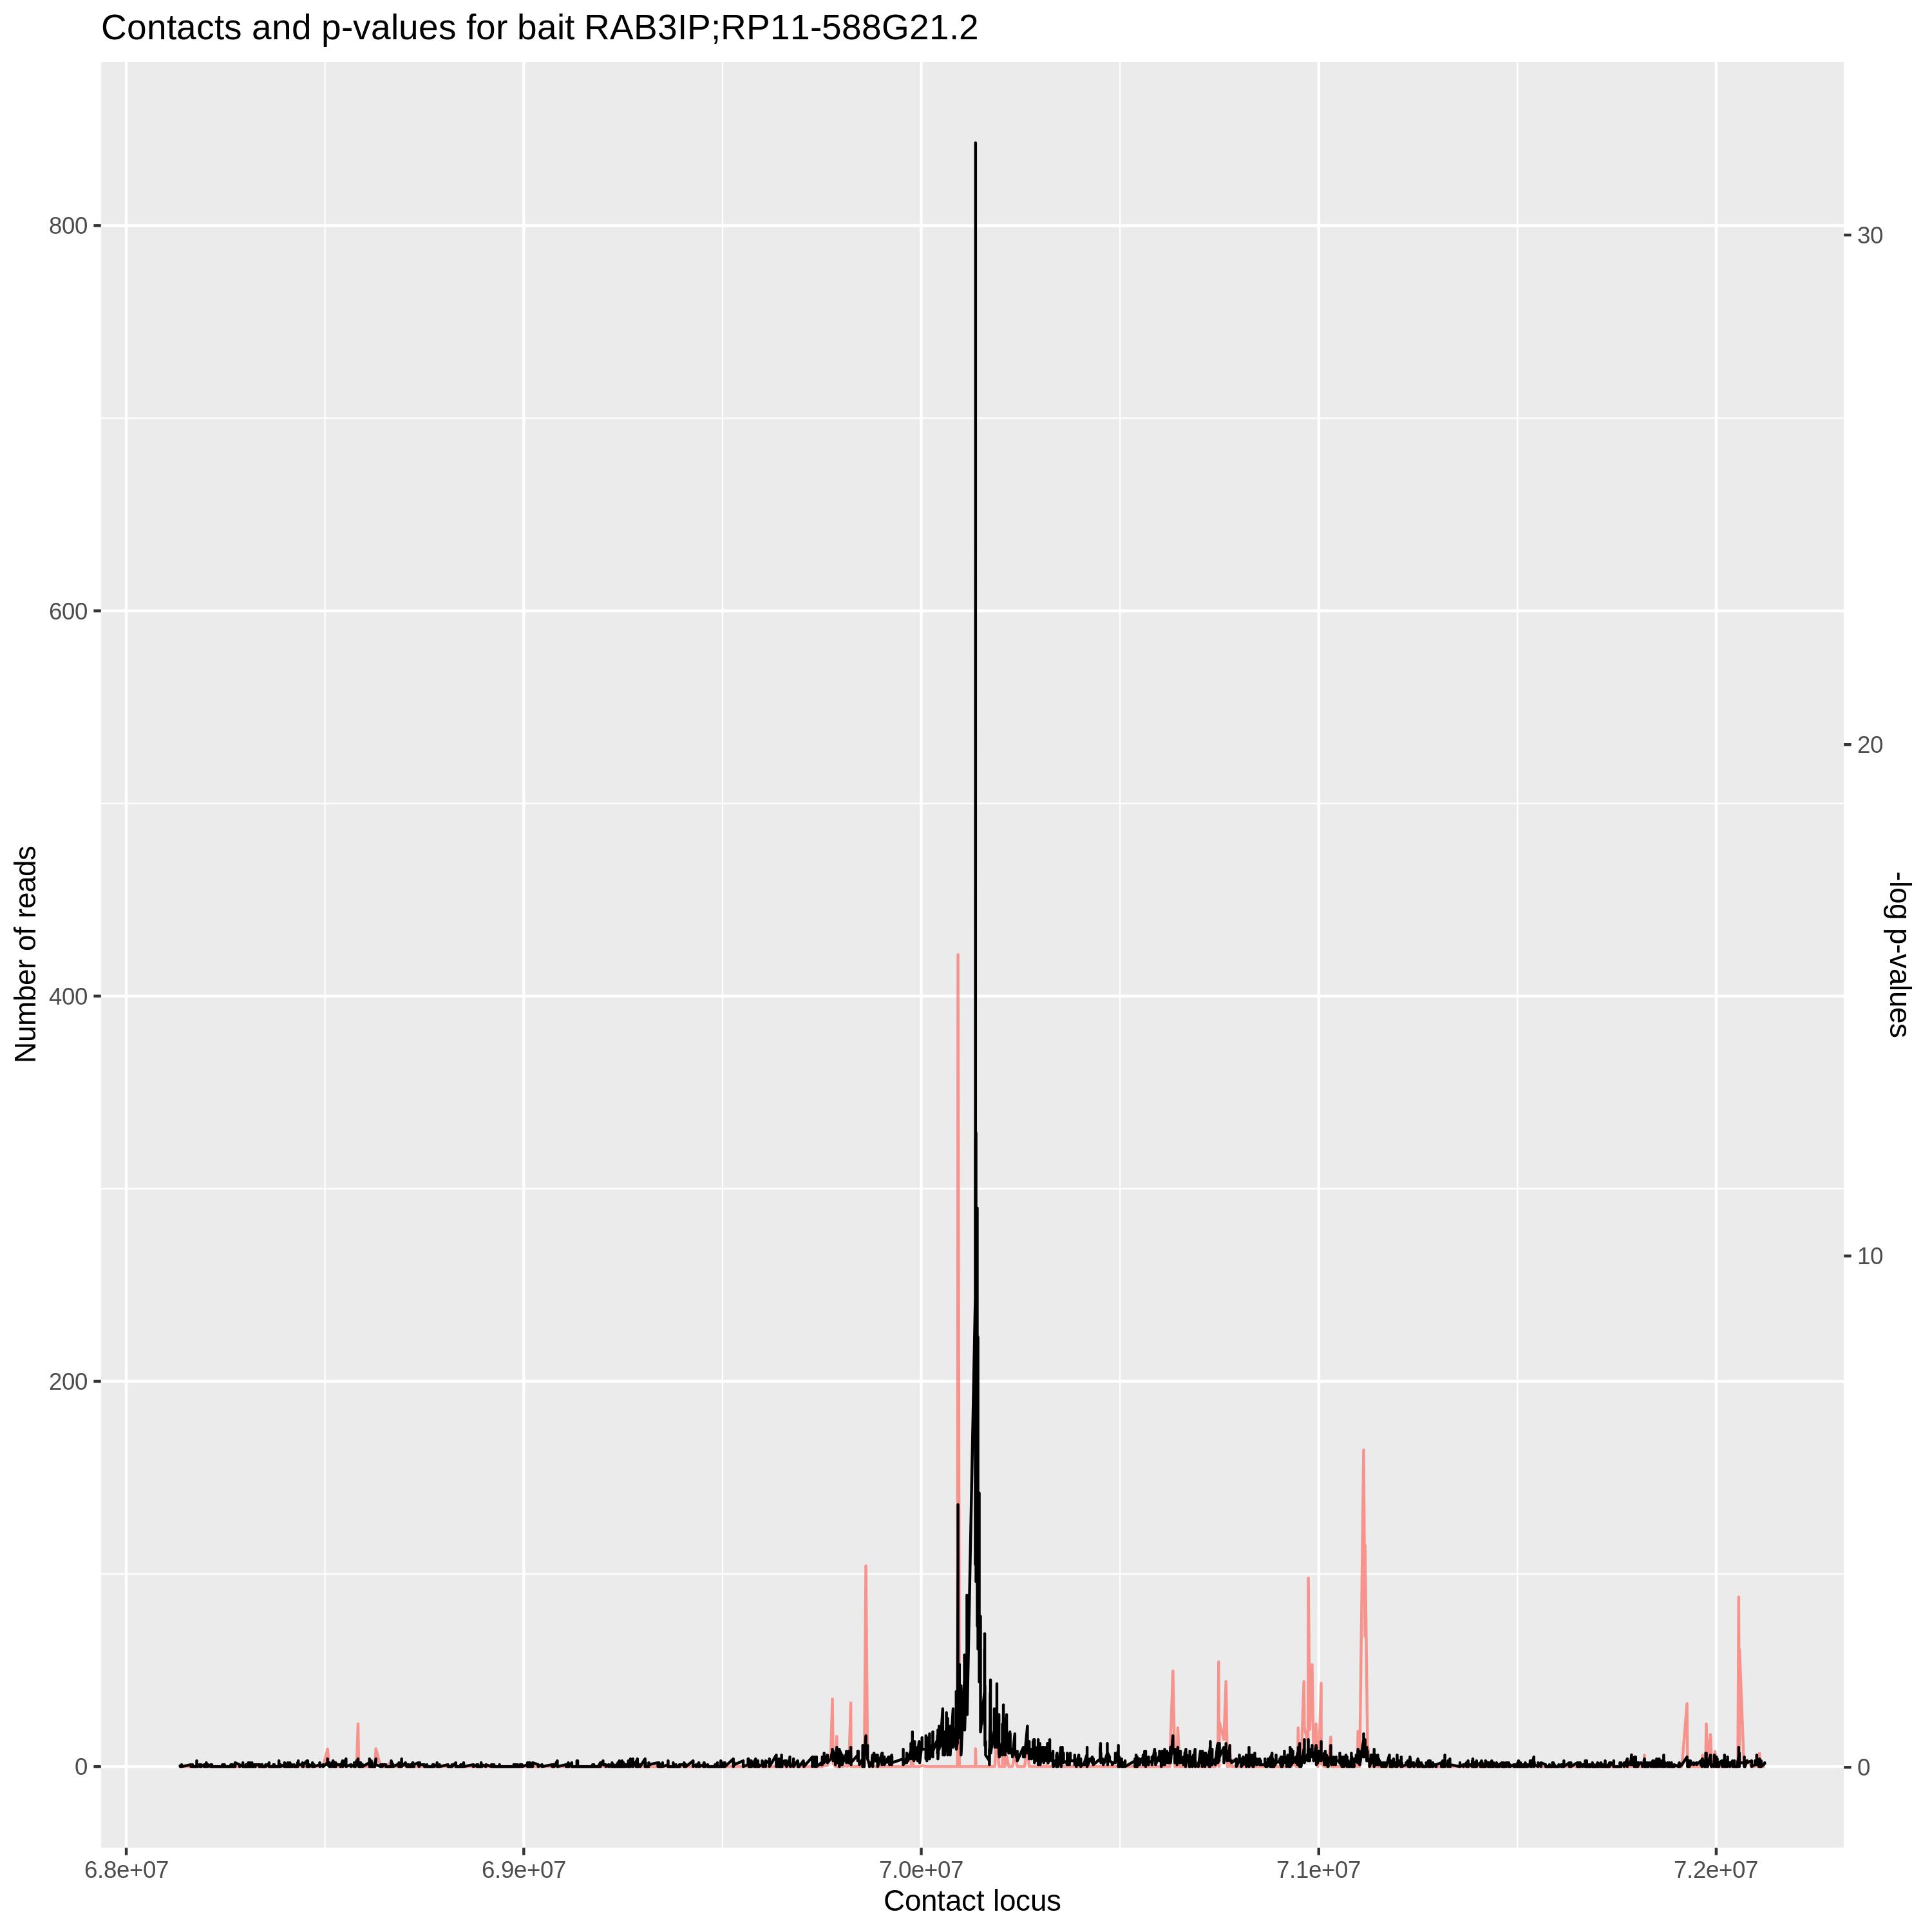 Contacts and p-values for bait RAB3IP;RP11-588G21.2
800
600
400
200
0
Number of reads
30
20
10
0
-log p-values
6.8e+07
6.9e+07
7.0e+07
7.1e+07
7.2e+07
Contact locus